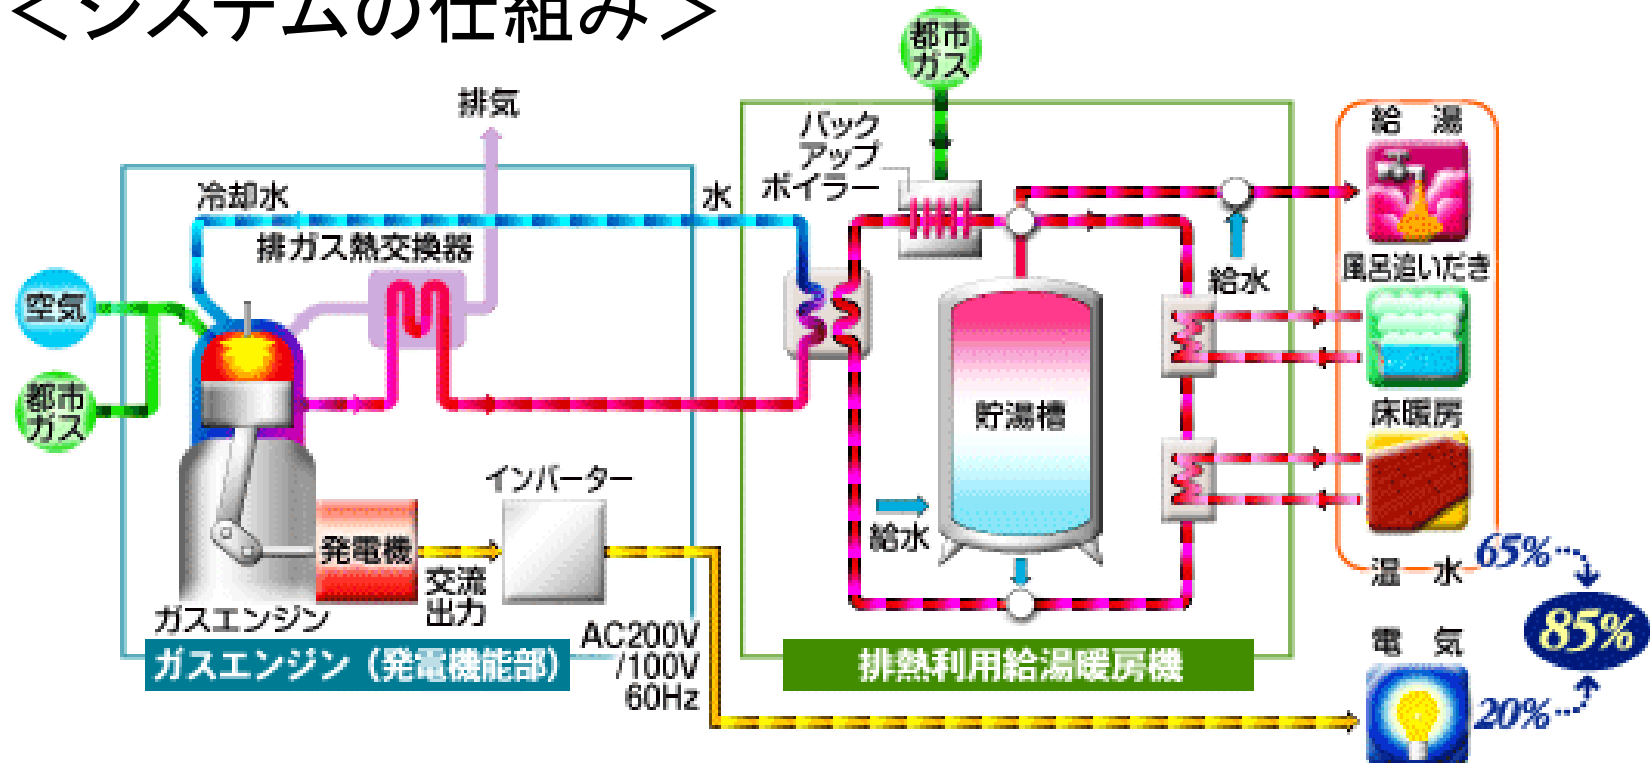 ＜システムの仕組み＞
都市
ガス
排気
バック
アップ
ボイラー
給　湯
冷却水
水
排ガス熱交換器
空気
給水
風呂追いだき
都市
ガス
貯湯槽
床暖房
インバーター
給水
発電機
交流
出力
ガスエンジン
温　水
65%
85%
AC200V
/100V
60Hz
ガスエンジン（発電機能部）
排熱利用給湯暖房機
電　気
20%